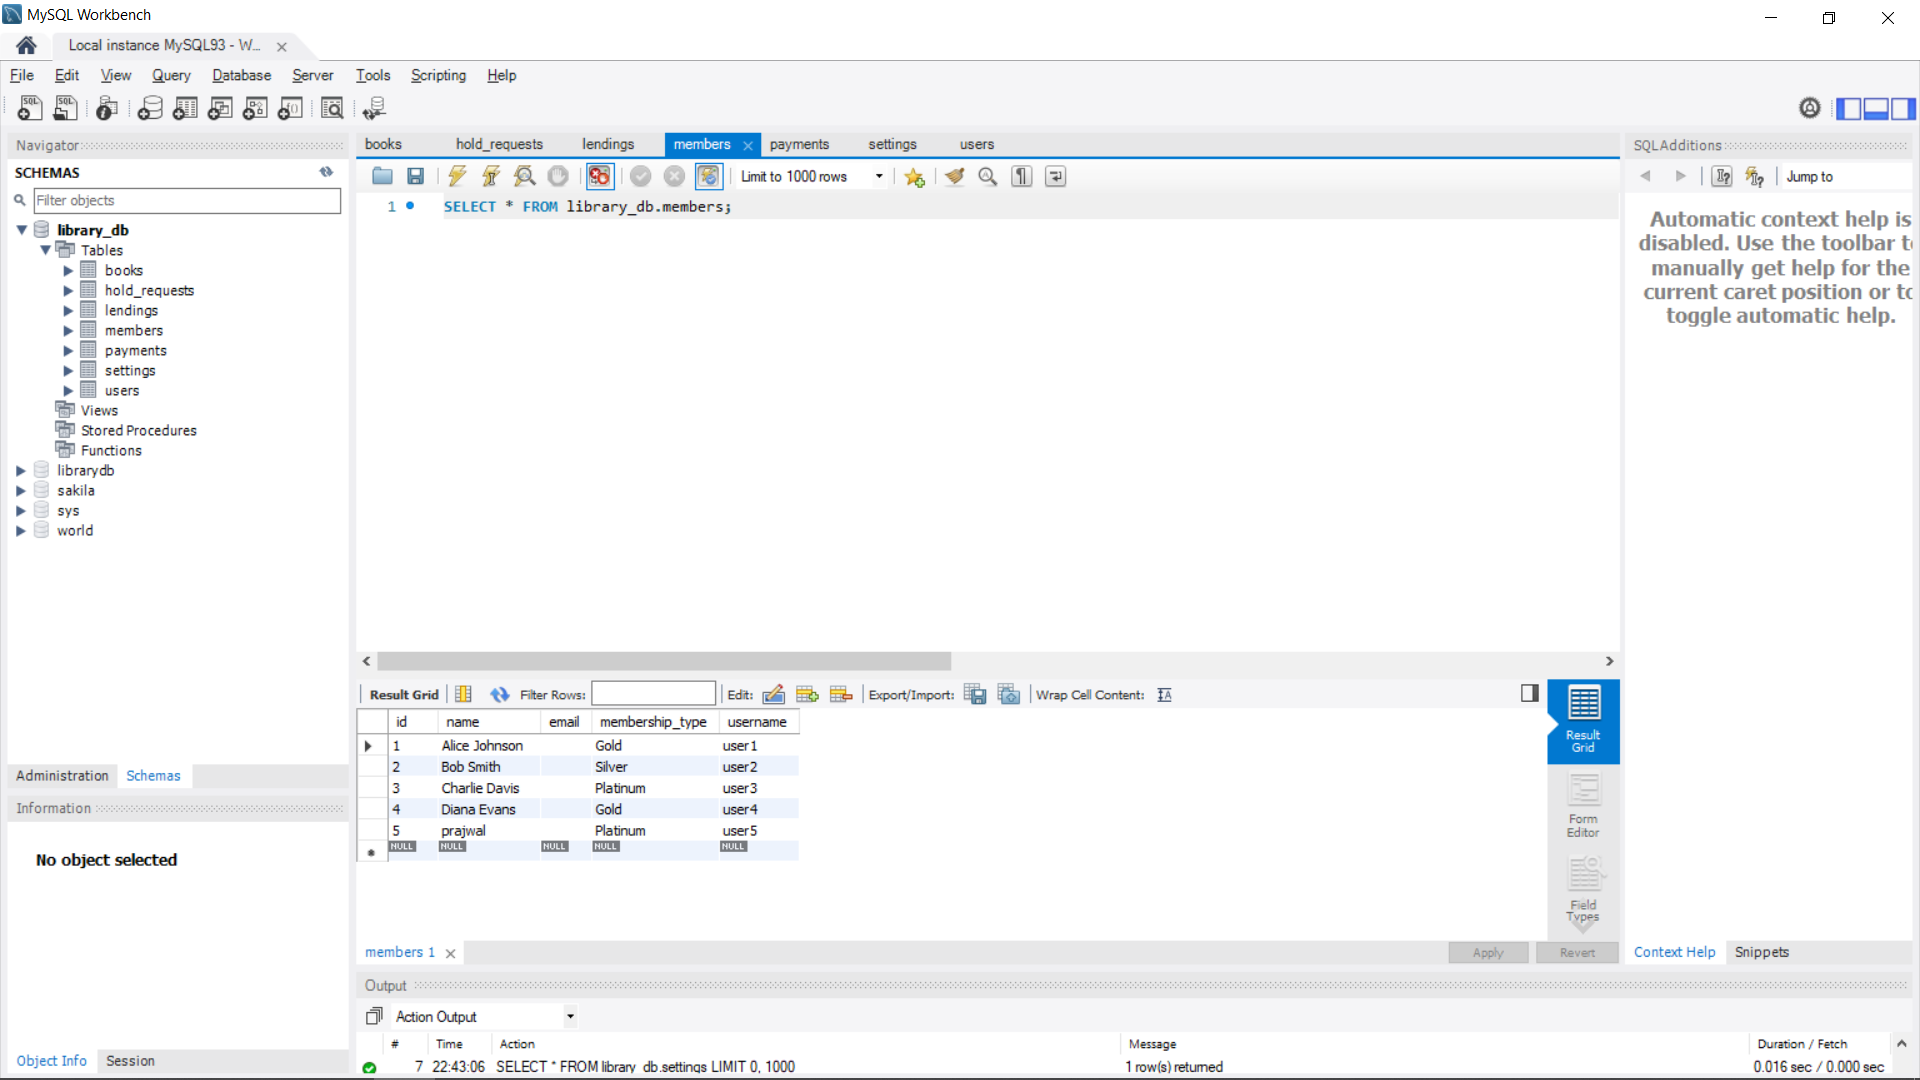 MySQL Workbench
Local instance MySQL93 - W...
File Edit View Query Database Server Tools Scripting Help
Navigator
SCHEMAS
Filter objects
library_db
Tables
books
hold_requests
lendings
members
payments
settings
users
Views
Stored Procedures
Functions
librarydb
sakila
sys
world
Administration Schemas
Information
No object selected
Object Info Session
books hold_requests lendings members payments settings users
Limit to 1000 rows
1 SELECT * FROM library_db.members;
Result Grid Filter Rows: Edit: Export/Import: Wrap Cell Content:
id name email membership_type username
1 Alice Johnson Gold user1
2 Bob Smith Silver user2
3 Charlie Davis Platinum user3
4 Diana Evans Gold user4
5 prajwal Platinum user5
NULL NULL NULL NULL NULL
Result
Grid
Form
Editor
Field
Types
members 1
Apply Revert
Output
Action Output
# Time Action Message Duration / Fetch
7 22:43:06 SELECT * FROM library_db.settings LIMIT 0, 1000 1 row(s) returned 0.016 sec / 0.000 sec
SQLAdditions
Jump to
Automatic context help is
disabled. Use the toolbar t
manually get help for the
current caret position or to
toggle automatic help.
Context Help Snippets